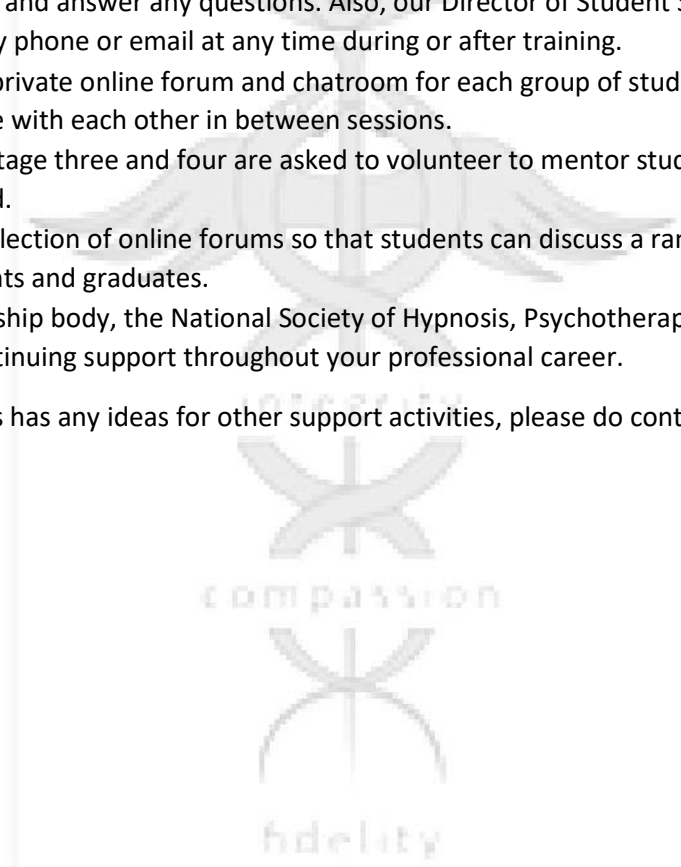 and answer any questions. Also, our Director of Student
y phone or email at any time during or after training.
private online forum and chatroom for each group of stud
e with each other in between sessions.
tage three and four are asked to volunteer to mentor stud
d.
lection of online forums so that students can discuss a ran
nts and graduates.
ship body, the National Society of Hypnosis, Psychotherap
tinuing support throughout your professional career.
integrity
s has any ideas for other support activities, please do cont
compassion
fidelity